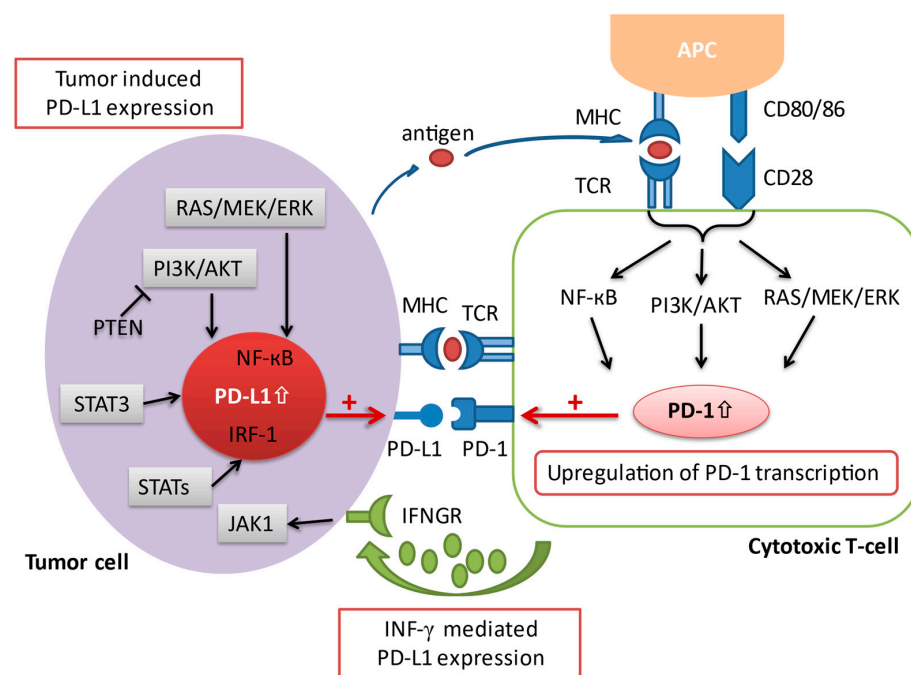 Tumor induced
PD-L1 expression
APC
MHC
CD80/86
antigen
TCR
CD28
RAS/MEK/ERK
PI3K/AKT
PTEN
NF-κB
PD-L1⇧
IRF-1
STAT3
STATs
JAK1
Tumor cell
MHC
TCR
+
PD-L1
PD-1
IFNGR
NF-κB
PI3K/AKT
RAS/MEK/ERK
+
PD-1⇧
Upregulation of PD-1 transcription
Cytotoxic T-cell
INF-γ mediated
PD-L1 expression